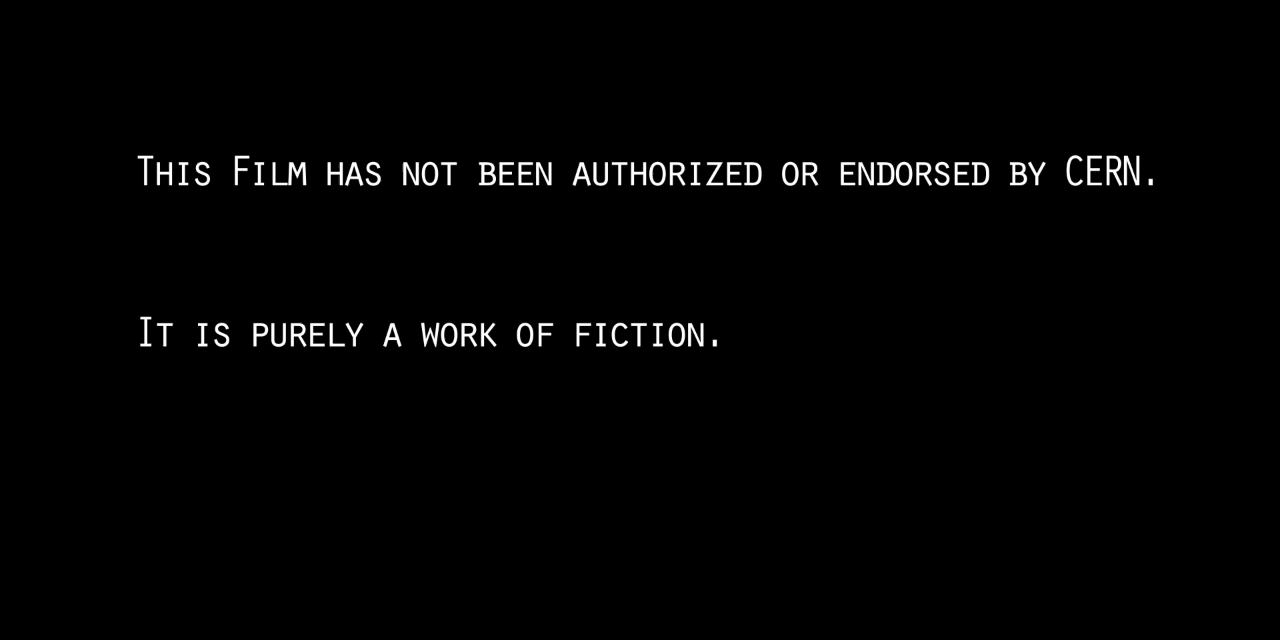 This Film has not been authorized or endorsed by CERN.
It is purely a work of fiction.